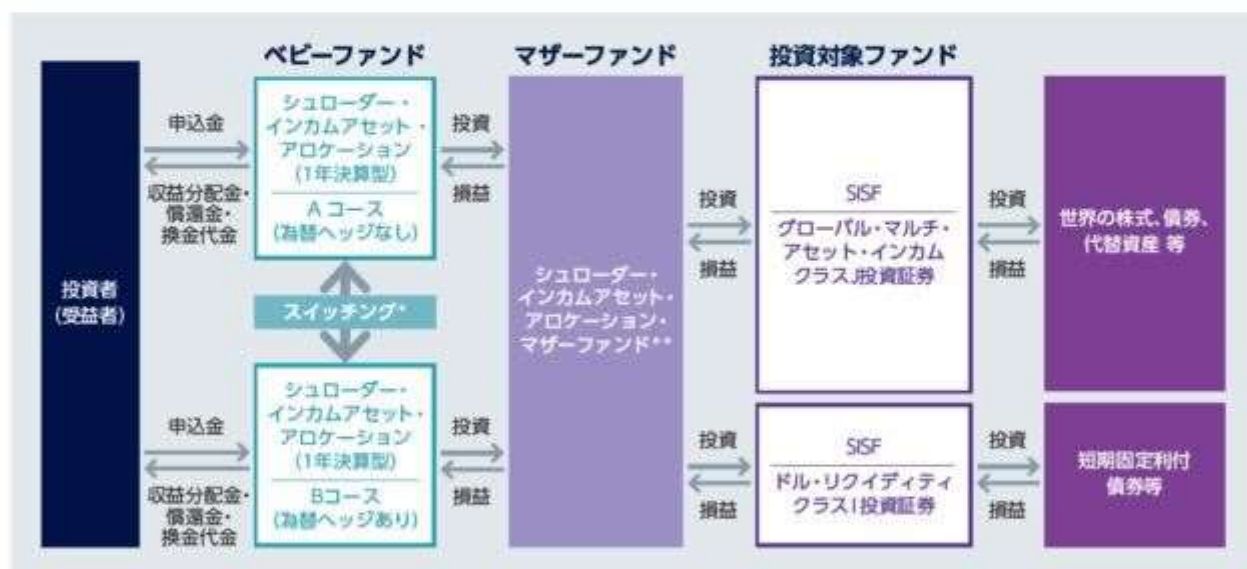 ベビーファンド
マザーファンド
投資対象ファンド
投資者
(受益者)
申込金
収益分配金・
償還金・
換金代金
シュローダー・
インカムアセット・
アロケーション
(1年決算型)
Aコース
(為替ヘッジなし)
スイッチング*
申込金
収益分配金・
償還金・
換金代金
シュローダー・
インカムアセット・
アロケーション
(1年決算型)
Bコース
(為替ヘッジあり)
投資
損益
投資
損益
シュローダー・
インカムアセット・
アロケーション・
マザーファンド**
投資
損益
SISF
グローバル・マルチ・
アセット・インカム
クラスJ投資証券
投資
損益
世界の株式、債券、
代替資産 等
投資
損益
SISF
ドル・リクイディティ
クラスI投資証券
投資
損益
短期固定利付
債券等